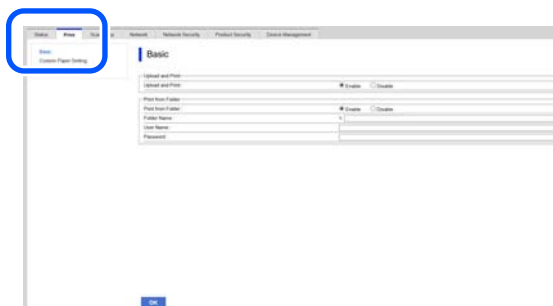 Status Print Network Network Security Product Security Device Management
Basic
Custom Paper Setting
Basic
Upload and Print
Upload and Print: Enable Disable
Print from Folder
Print from Folder: Enable Disable
Folder Name:
User Name:
Password:
OK